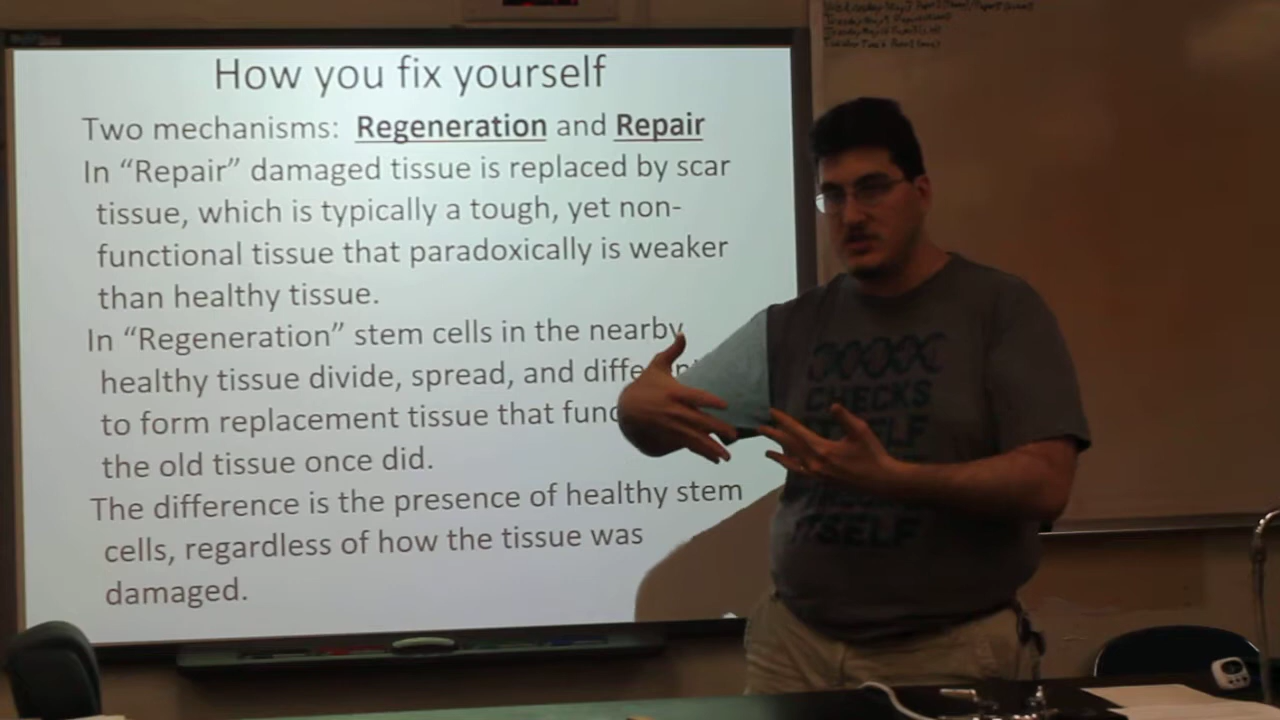 How you fix yourself
Two mechanisms: Regeneration and Repair
In “Repair” damaged tissue is replaced by scar
tissue, which is typically a tough, yet non-
functional tissue that paradoxically is weaker
than healthy tissue.
In “Regeneration” stem cells in the nearby
healthy tissue divide, spread, and
to form replacement tissue that
the old tissue once did.
The difference is the presence of healthy stem
cells, regardless of how the tissue was
damaged.
CHECKS
ITSELF